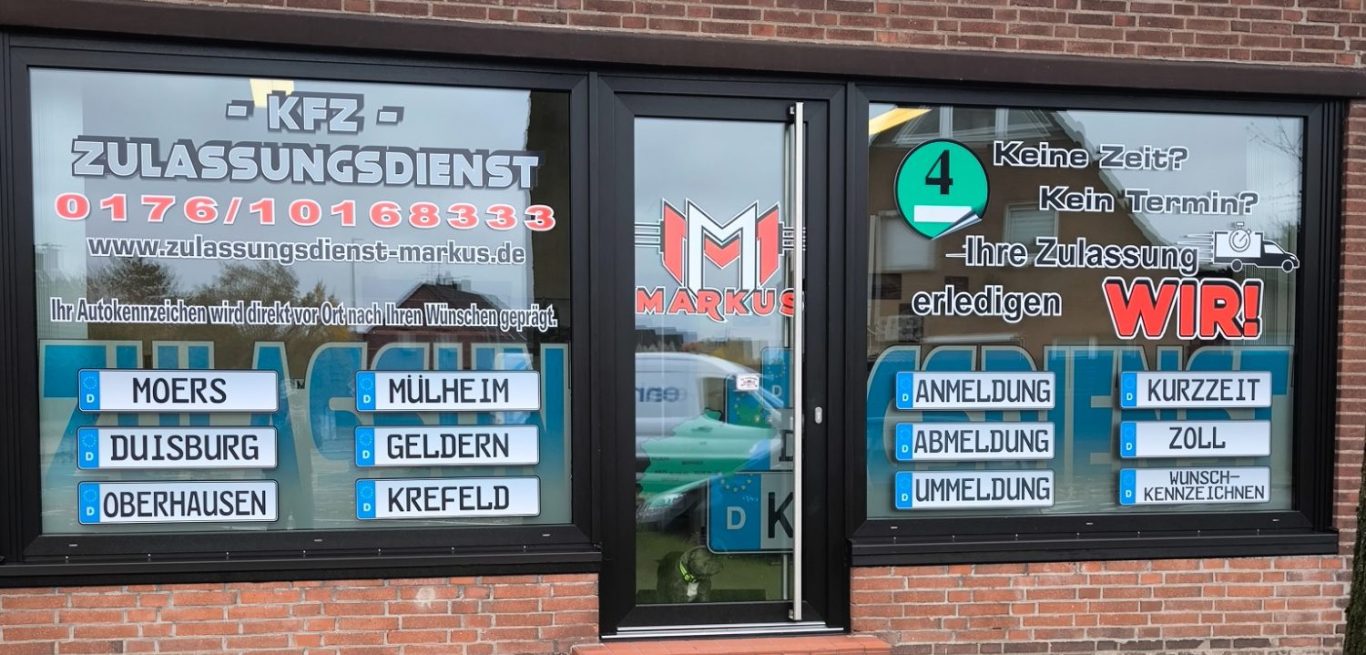 - KFZ -
ZULASSUNGSDIENST
0176/10168333
www.zulassungsdienst-markus.de
Ihr Autokennzeichen wird direkt vor Ort nach Ihren Wünschen geprägt.
D MOERS
D MÜLHEIM
D DUISBURG
D GELDERN
D OBERHAUSEN
D KREFELD
M
MARKUS
D K
4
Keine Zeit?
Kein Termin?
Ihre Zulassung
erledigen WIR!
D ANMELDUNG
D KURZZEIT
D ABMELDUNG
D ZOLL
D UMMELDUNG
D WUNSCH-
KENNZEICHNEN